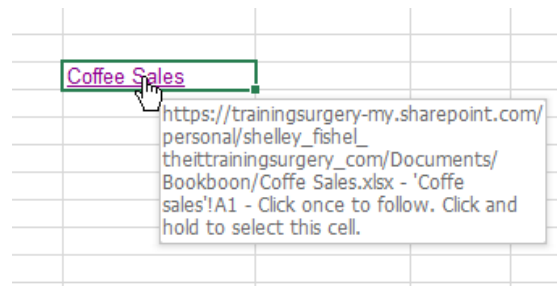 Coffee Sales
https://trainingsurgery-my.sharepoint.com/
personal/shelley_fishel_
theittrainingsurgery_com/Documents/
Bookboon/Coffe Sales.xlsx - 'Coffe
sales'!A1 - Click once to follow. Click and
hold to select this cell.